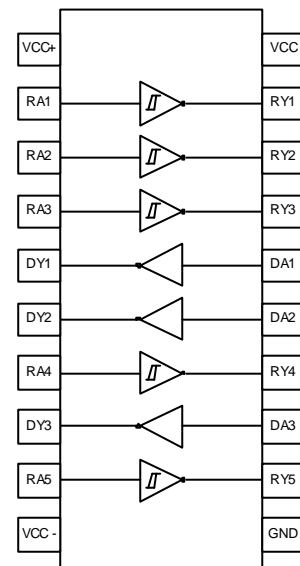 VCC+ VCC
RA1 RY1
RA2 RY2
RA3 RY3
DY1 DA1
DY2 DA2
RA4 RY4
DY3 DA3
RA5 RY5
VCC - GND